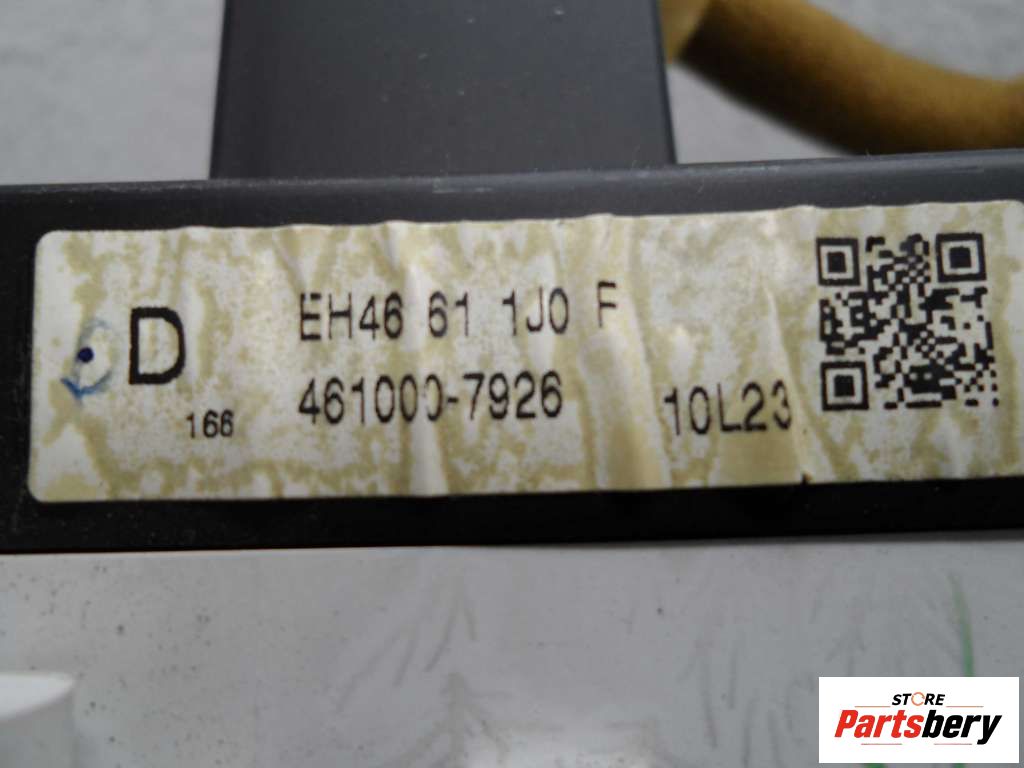 D
EH46 61 1J0 F
166
461000-7926
10L23
STORE
Partsbery